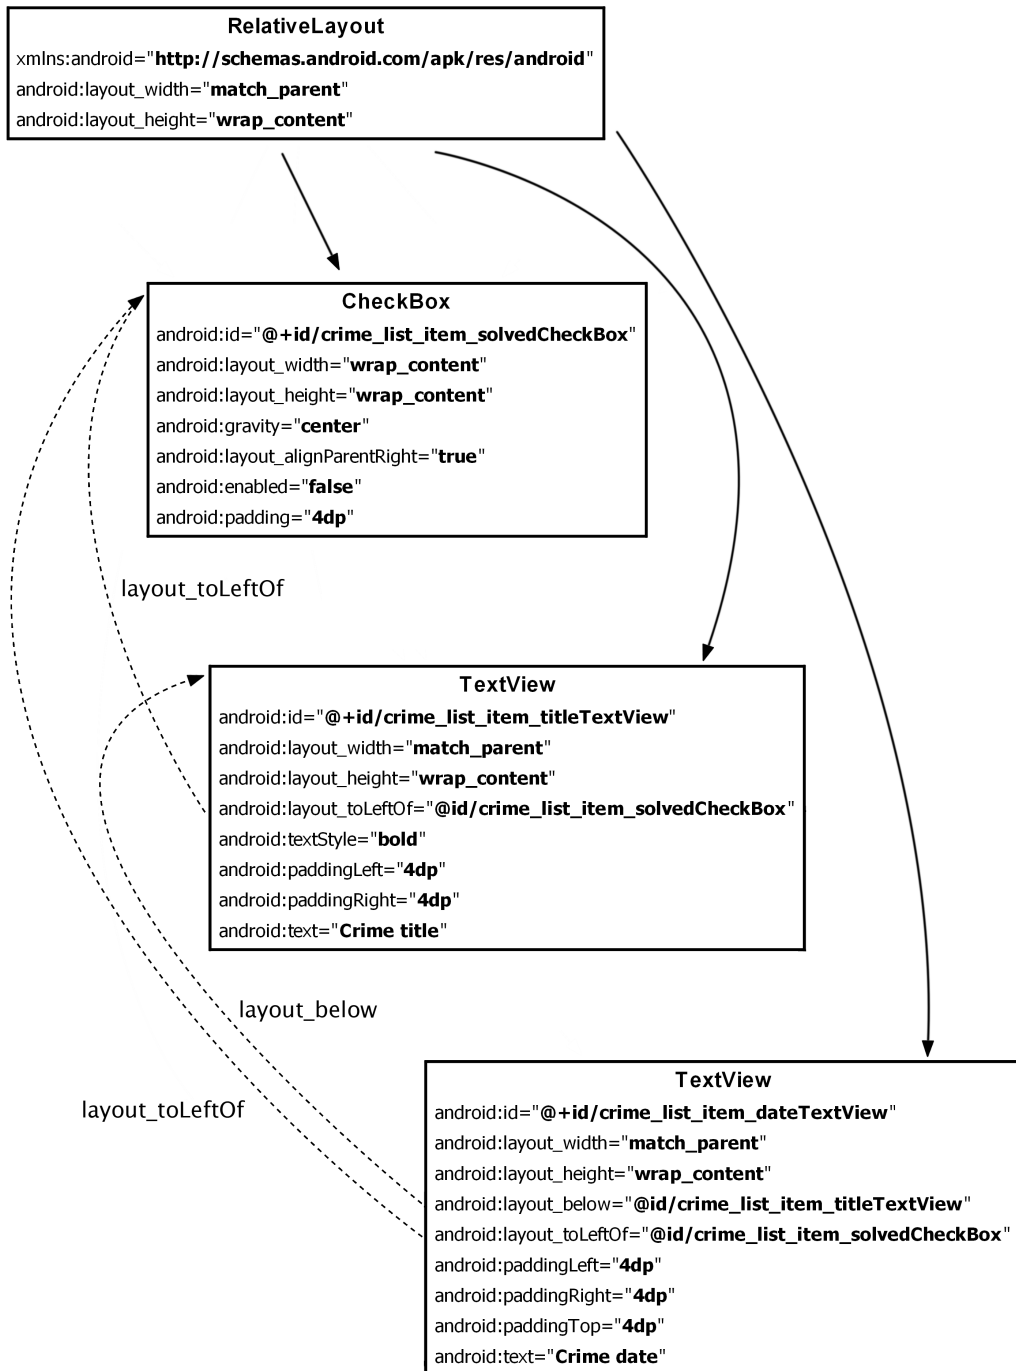 RelativeLayout
xmlns:android="http://schemas.android.com/apk/res/android"
android:layout_width="match_parent"
android:layout_height="wrap_content"
CheckBox
android:id="@+id/crime_list_item_solvedCheckBox"
android:layout_width="wrap_content"
android:layout_height="wrap_content"
android:gravity="center"
android:layout_alignParentRight="true"
android:enabled="false"
android:padding="4dp"
layout_toLeftOf
TextView
android:id="@+id/crime_list_item_titleTextView"
android:layout_width="match_parent"
android:layout_height="wrap_content"
android:layout_toLeftOf="@id/crime_list_item_solvedCheckBox"
android:textStyle="bold"
android:paddingLeft="4dp"
android:paddingRight="4dp"
android:text="Crime title"
layout_below
layout_toLeftOf
TextView
android:id="@+id/crime_list_item_dateTextView"
android:layout_width="match_parent"
android:layout_height="wrap_content"
android:layout_below="@id/crime_list_item_titleTextView"
android:layout_toLeftOf="@id/crime_list_item_solvedCheckBox"
android:paddingLeft="4dp"
android:paddingRight="4dp"
android:paddingTop="4dp"
android:text="Crime date"